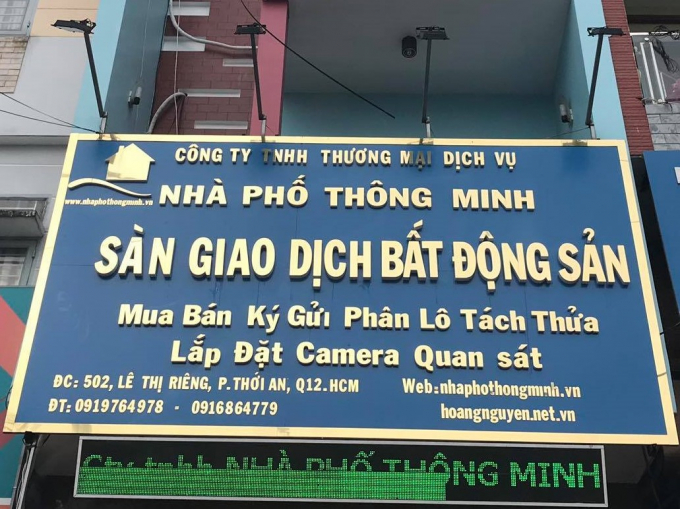 CÔNG TY TNHH THƯƠNG MẠI DỊCH VỤ
www.nhaphothongminh.vn
NHÀ PHỐ THÔNG MINH
SÀN GIAO DỊCH BẤT ĐỘNG SẢN
Mua Bán Ký Gửi Phân Lô Tách Thửa
Lắp Đặt Camera Quan sát
ĐC: 502, LÊ THỊ RIÊNG, P.THỚI AN, Q12.HCM
Web:nhaphothongminh.vn
ĐT: 0919764978 - 0916864779
hoangnguyen.net.vn
Cty tnhh NHÀ PHỐ THÔNG MINH